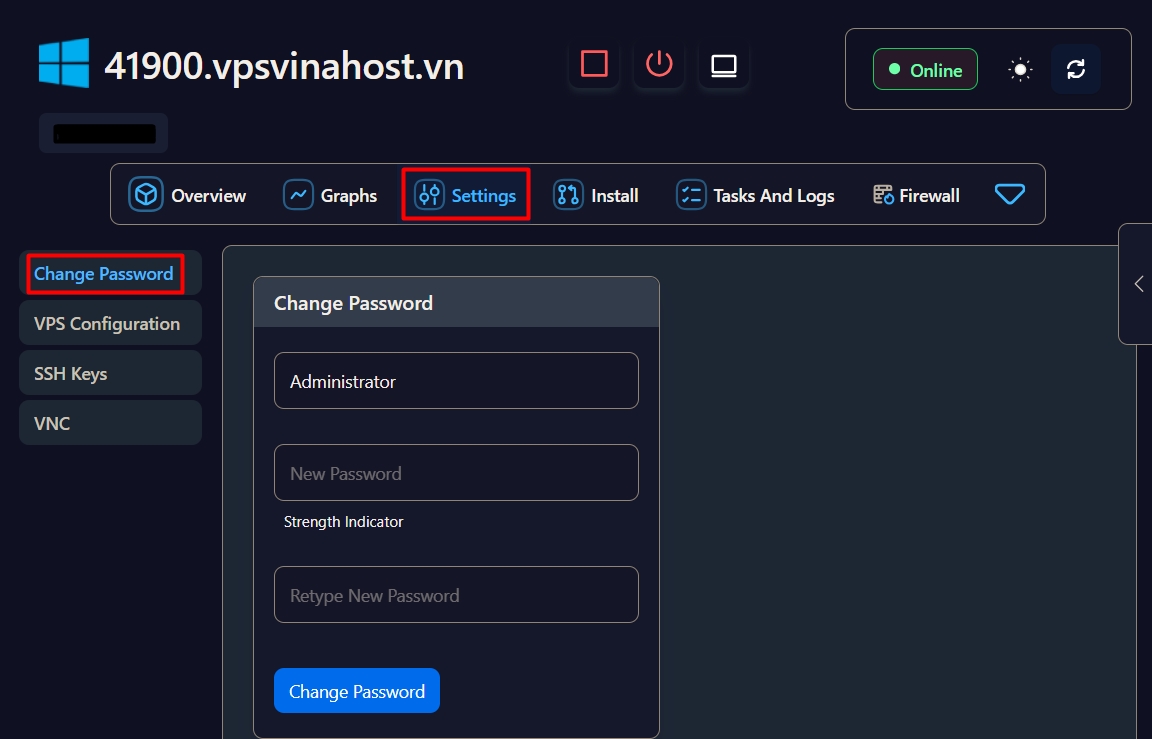 41900.vpsvinahost.vn
Online
Overview
Graphs
Settings
Install
Tasks And Logs
Firewall
Change Password
VPS Configuration
SSH Keys
VNC
Change Password
Administrator
New Password
Strength Indicator
Retype New Password
Change Password